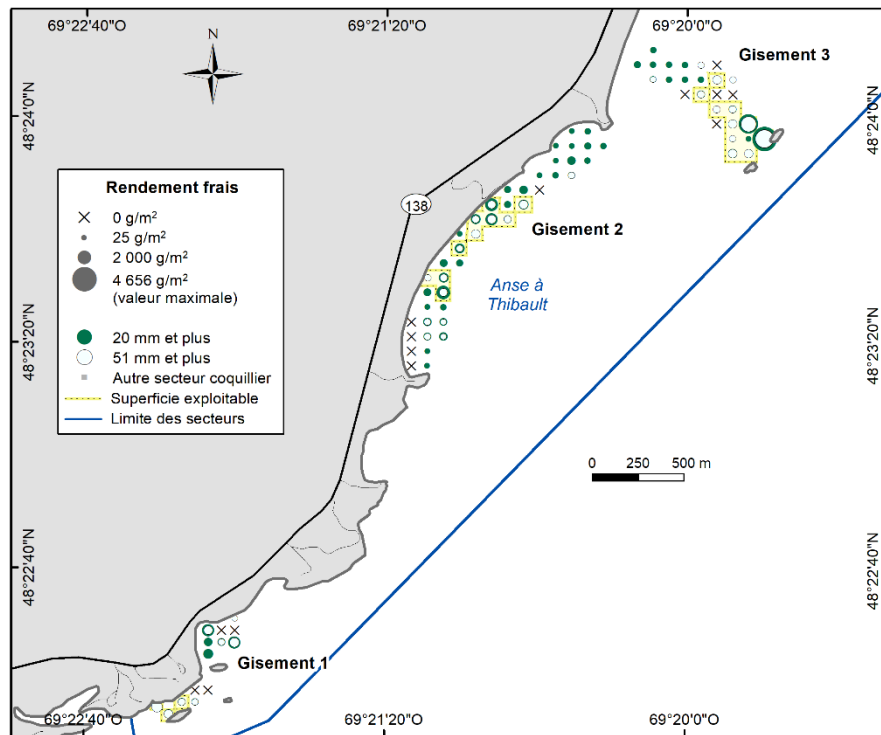 69°22'40"O
69°21'20"O
69°20'0"O
N
Gisement 3
48°24'0"N
48°24'0"N
Rendement frais
0 g/m²
25 g/m²
2 000 g/m²
4 656 g/m²
(valeur maximale)
20 mm et plus
51 mm et plus
Autre secteur coquillier
Superficie exploitable
Limite des secteurs
138
Gisement 2
Anse à
Thibault
48°23'20"N
48°23'20"N
0 250 500 m
48°22'40"N
48°22'40"N
Gisement 1
69°22'40"O
69°21'20"O
69°20'0"O